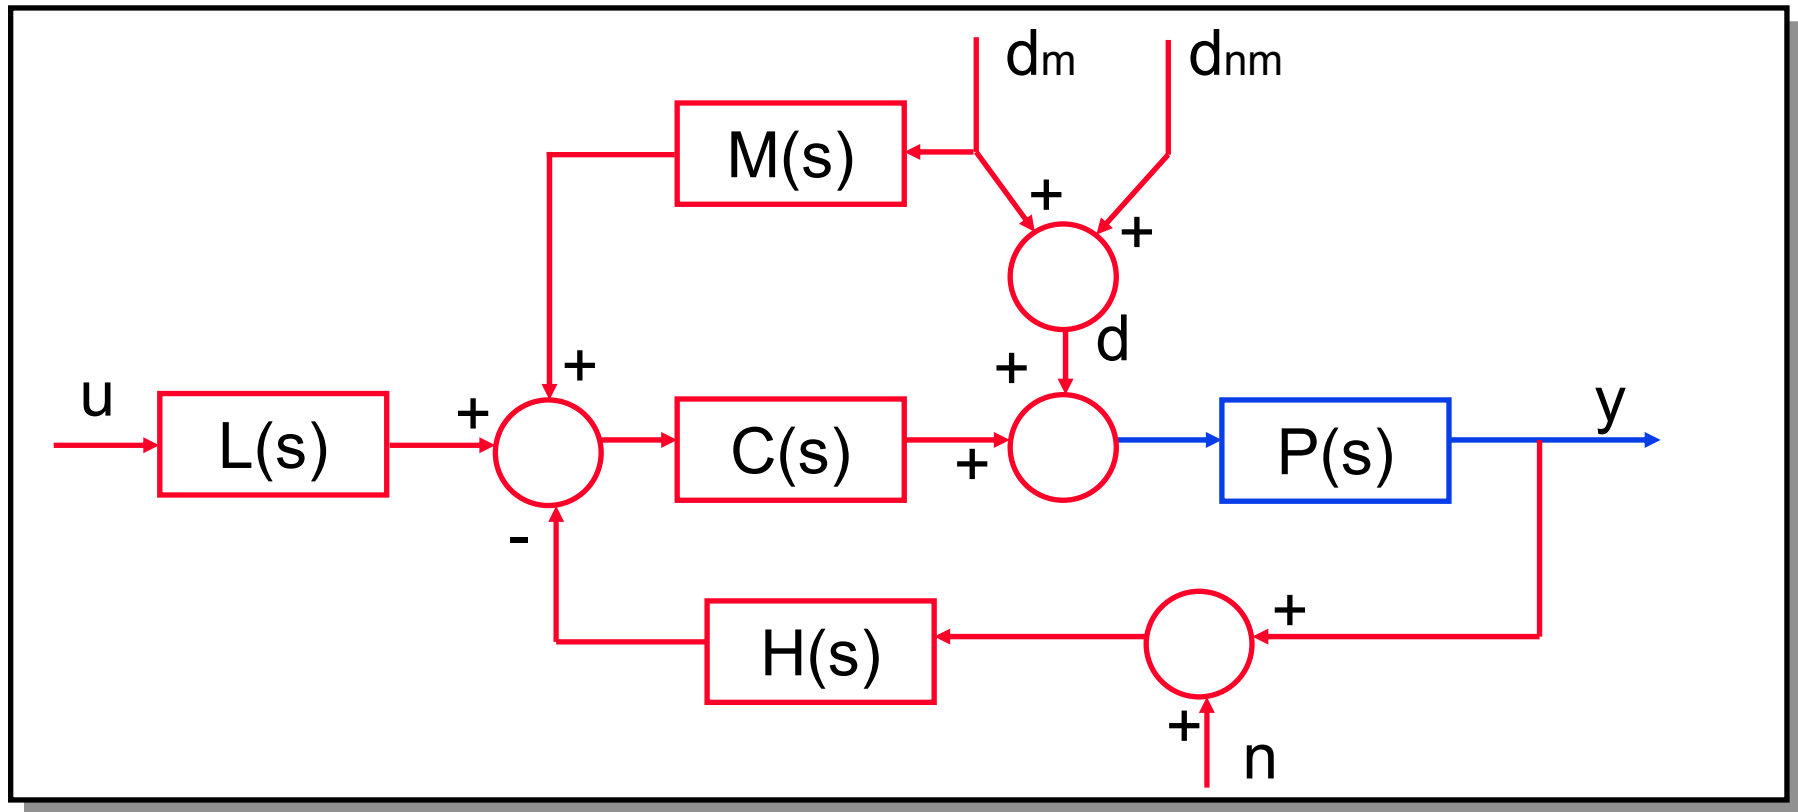 dm
dnm
M(s)
+
+
d
+
+
u
+
y
L(s)
C(s)
P(s)
+
-
+
H(s)
+
n